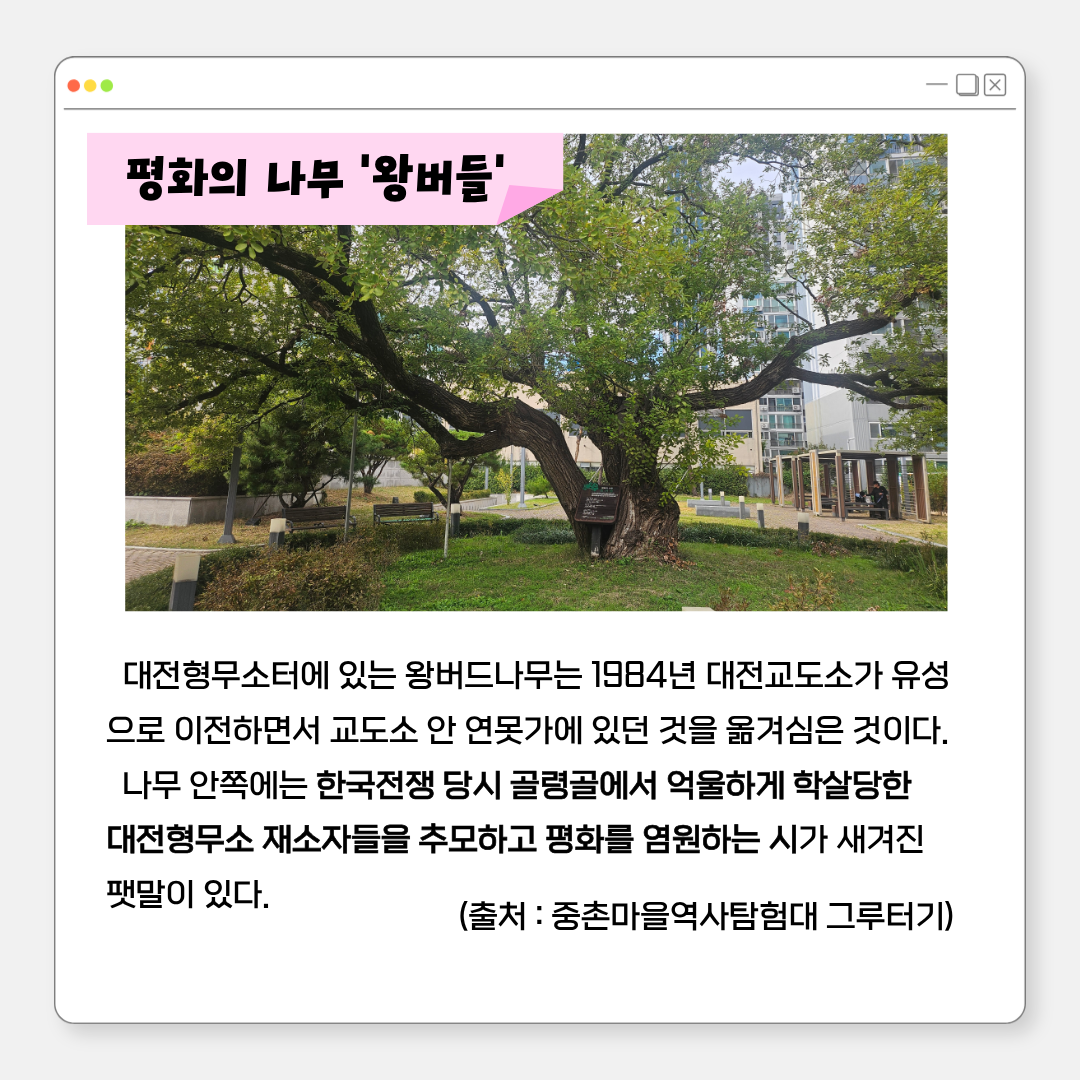 평화의 나무 '왕버들'
대전형무소터에 있는 왕버드나무는 1984년 대전교도소가 유성
으로 이전하면서 교도소 안 연못가에 있던 것을 옮겨심은 것이다.
나무 안쪽에는 한국전쟁 당시 골령골에서 억울하게 학살당한
대전형무소 재소자들을 추모하고 평화를 염원하는 시가 새겨진
팻말이 있다.
(출처 : 중촌마을역사탐험대 그루터기)